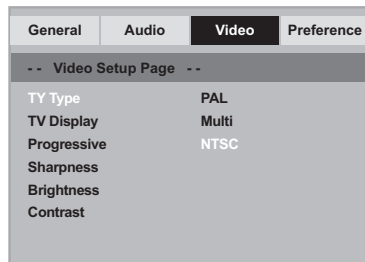 General Audio Video Preference
- - Video Setup Page - -
TY Type PAL
TV Display Multi
Progressive NTSC
Sharpness
Brightness
Contrast